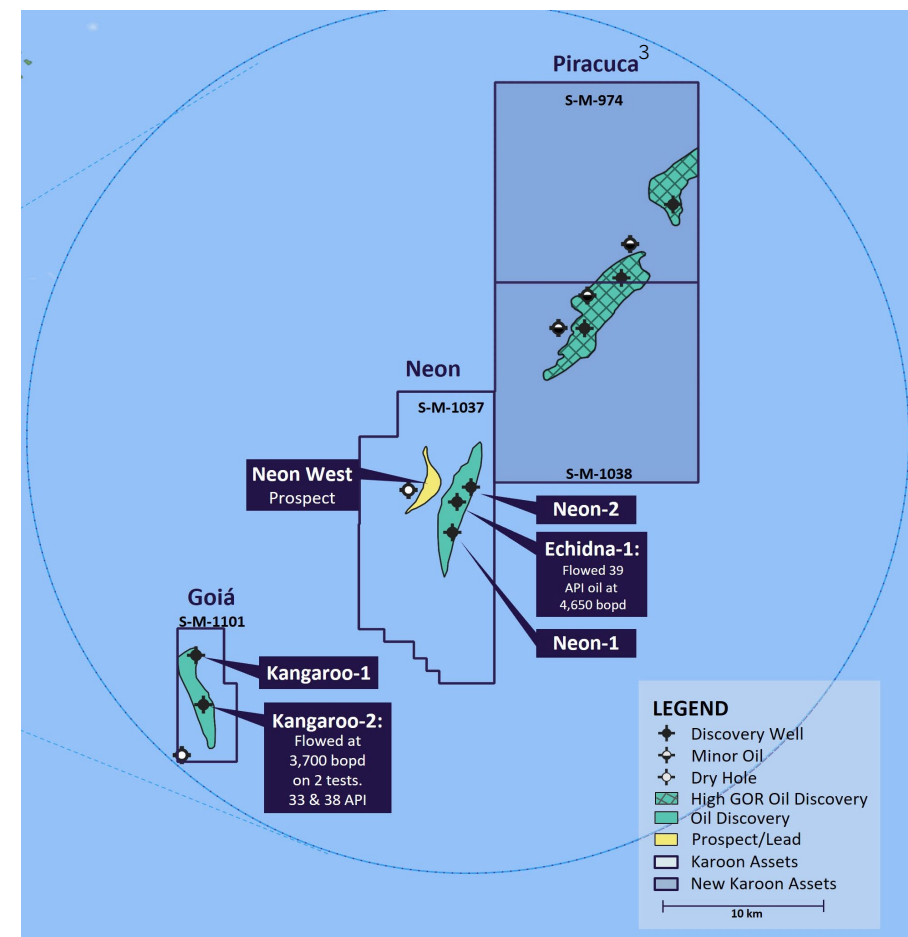 Piracuca3
S-M-974
Neon
S-M-1037
S-M-1038
Neon West
Prospect
Neon-2
Echidna-1:
Flowed 39
API oil at
4,650 bopd
Neon-1
Goiá
S-M-1101
Kangaroo-1
Kangaroo-2:
Flowed at
3,700 bopd
on 2 tests.
33 & 38 API
LEGEND
Discovery Well
Minor Oil
Dry Hole
High GOR Oil Discovery
Oil Discovery
Prospect/Lead
Karoon Assets
New Karoon Assets
10 km